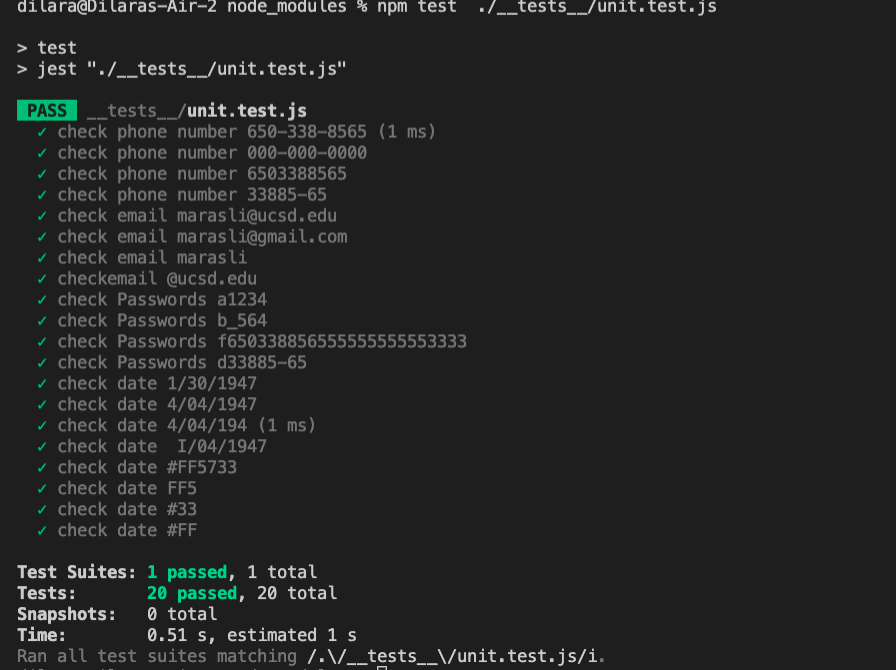 dilara@Dilaras-Air-2 node_modules % npm test  ./__tests__/unit.test.js
> test
> jest "./__tests__/unit.test.js"
PASS __tests__/unit.test.js
✓ check phone number 650-338-8565 (1 ms)
✓ check phone number 000-000-0000
✓ check phone number 6503388565
✓ check phone number 33885-65
✓ check email marasli@ucsd.edu
✓ check email marasli@gmail.com
✓ check email marasli
✓ checkemail @ucsd.edu
✓ check Passwords a1234
✓ check Passwords b_564
✓ check Passwords f650338856555555555553333
✓ check Passwords d33885-65
✓ check date 1/30/1947
✓ check date 4/04/1947
✓ check date 4/04/194 (1 ms)
✓ check date  I/04/1947
✓ check date #FF5733
✓ check date FF5
✓ check date #33
✓ check date #FF
Test Suites: 1 passed, 1 total
Tests:       20 passed, 20 total
Snapshots:   0 total
Time:        0.51 s, estimated 1 s
Ran all test suites matching /.\/__tests__\/unit.test.js/i.